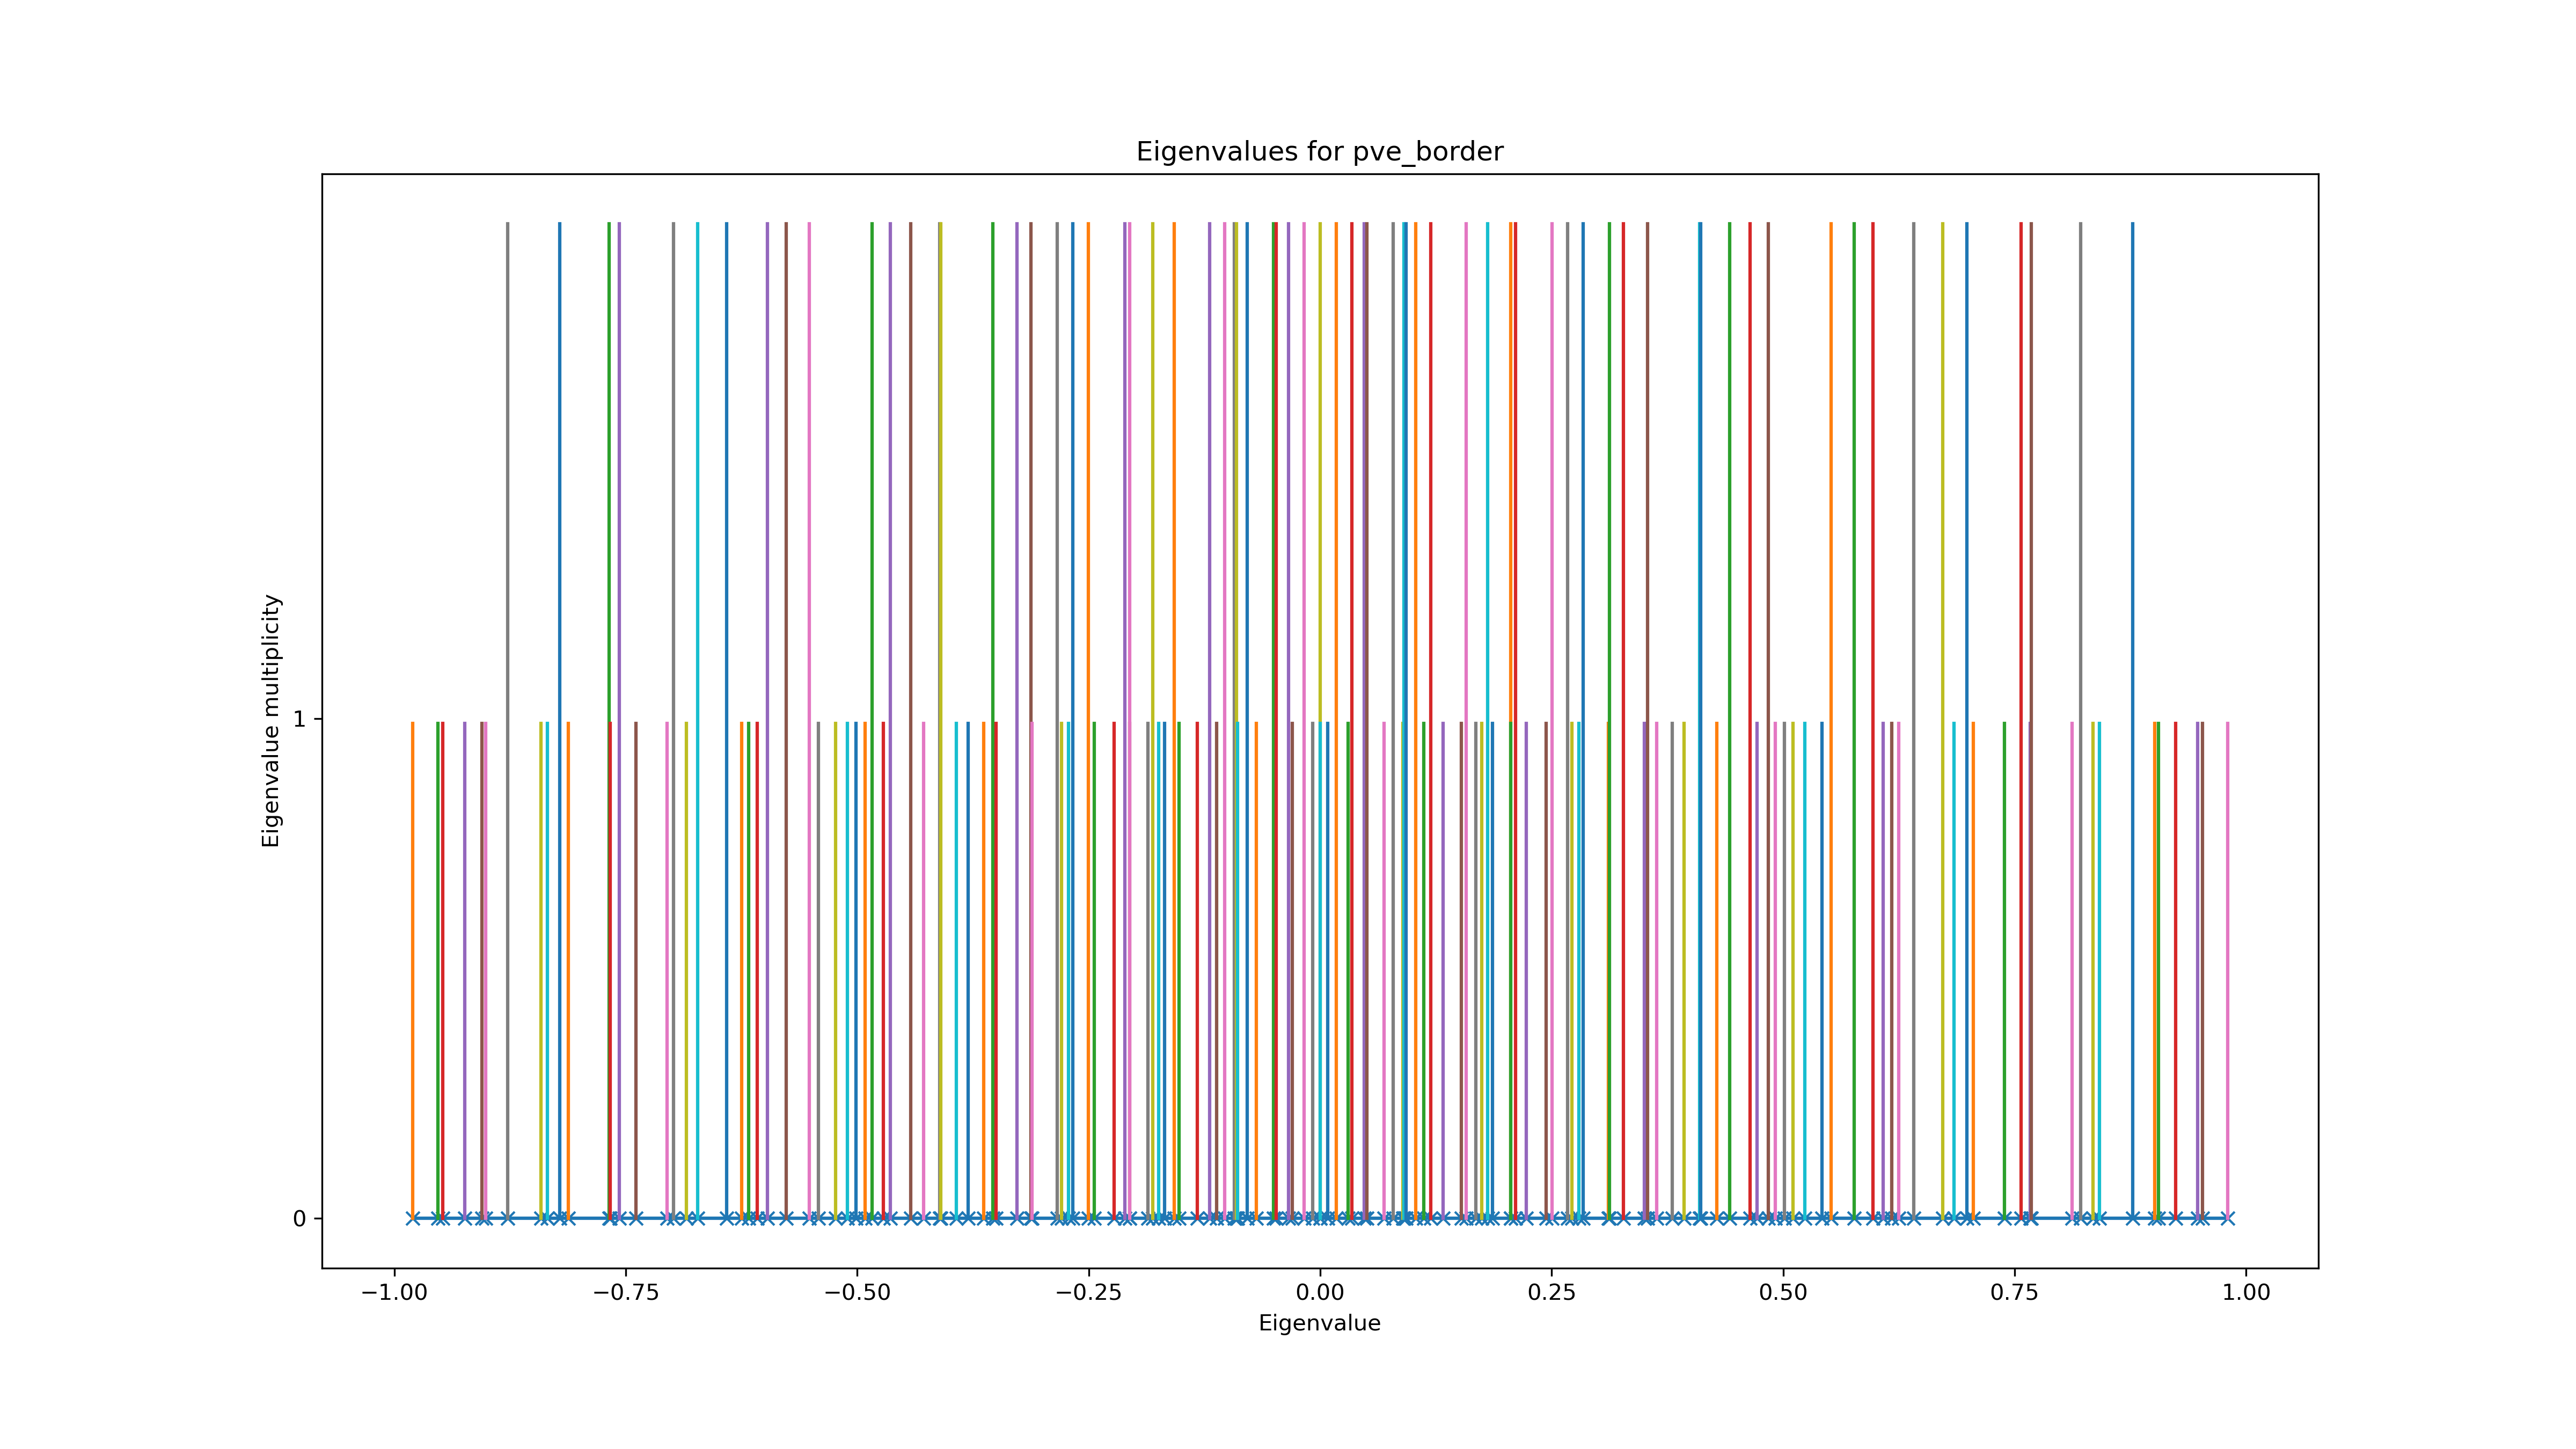 Eigenvalues for pve_border
Eigenvalue multiplicity
1
0
−1.00 −0.75 −0.50 −0.25 0.00 0.25 0.50 0.75 1.00
Eigenvalue